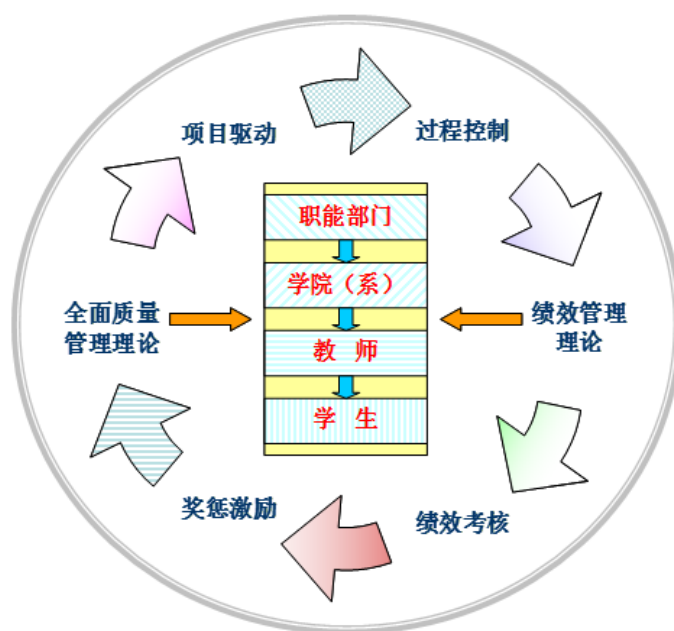 项目驱动
过程控制
职能部门
学院（系）
全面质量
管理理论
绩效管理
理论
教 师
学 生
奖惩激励
绩效考核